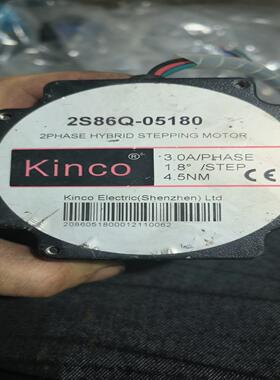 2S86Q-05180
2PHASE HYBRID STEPPING MOTOR
Kinco®
3.0A/PHASE
1.8° /STEP
4.5NM
CE
Kinco Electric(Shenzhen) Ltd
2086051800012110062